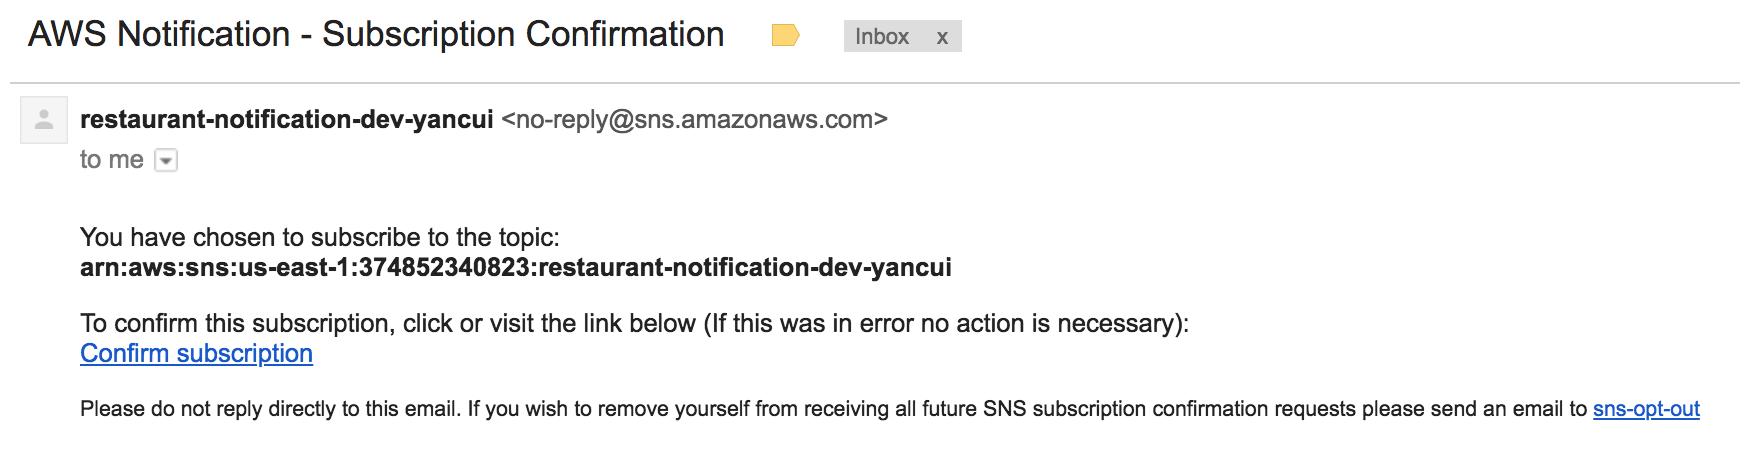 AWS Notification - Subscription Confirmation Inbox x
restaurant-notification-dev-yancui <no-reply@sns.amazonaws.com>
to me
You have chosen to subscribe to the topic:
arn:aws:sns:us-east-1:374852340823:restaurant-notification-dev-yancui
To confirm this subscription, click or visit the link below (If this was in error no action is necessary):
Confirm subscription
Please do not reply directly to this email. If you wish to remove yourself from receiving all future SNS subscription confirmation requests please send an email to sns-opt-out